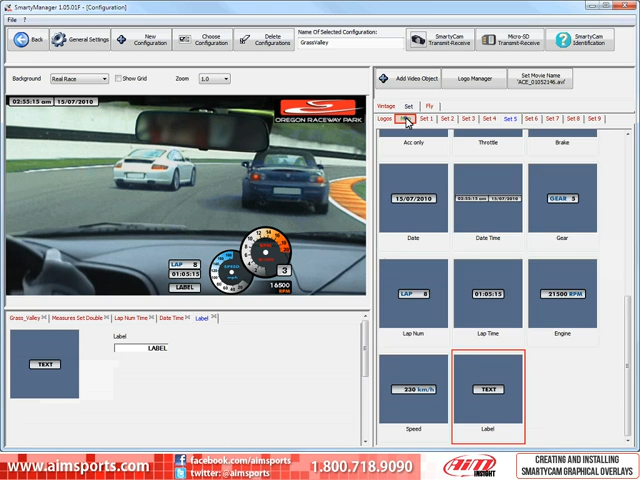 SmartyManager 1.05.01F - [Configuration]
File ?
Back
General Settings
New Configuration
Choose Configuration
Delete Configurations
Name Of Selected Configuration:
GrassValley
SmartyCam Transmit-Receive
Micro-SD Transmit-Receive
SmartyCam Identification
Background
Real Race
Show Grid
Zoom
1.0
Add Video Object
Logo Manager
Set Movie Name "ACE_01052146.avi"
Vintage Set Fly
Logos Set 1 Set 2 Set 3 Set 4 Set 5 Set 6 Set 7 Set 8 Set 9
02:55:15 am 15/07/2010
OREGON RACEWAY PARK
LAP 8
01:05:15
LABEL
SPEED
3
16500
RPM
Acc only Throttle Brake
15/07/2010
02:55:15 am 15/07/2010
GEAR 5
Date Date Time Gear
LAP 8
01:05:15
21500 RPM
Lap Num Lap Time Engine
230 km/h
TEXT
Speed Label
Grass_Valley Measures Set Double Lap Num Time Date Time Label
TEXT
Label
LABEL
www.aimsports.com
facebook.com/aimsports
twitter: @aimsports
1.800.718.9090
AiM
INSIGHT
CREATING AND INSTALLING
SMARTYCAM GRAPHICAL OVERLAYS